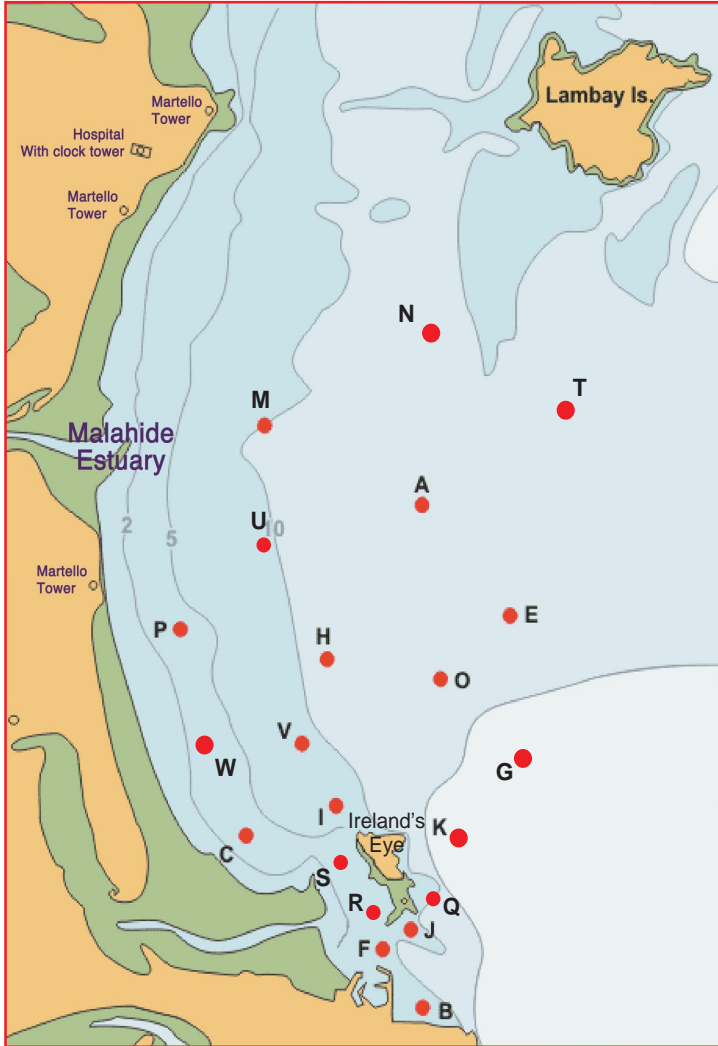 Lambay Is.
Martello
Tower
Hospital
With clock tower
Martello
Tower
N
T
M
Malahide
Estuary
A
U
10
2
5
Martello
Tower
E
P
H
O
V
W
G
I
Ireland's
Eye
K
C
S
Q
R
J
F
B